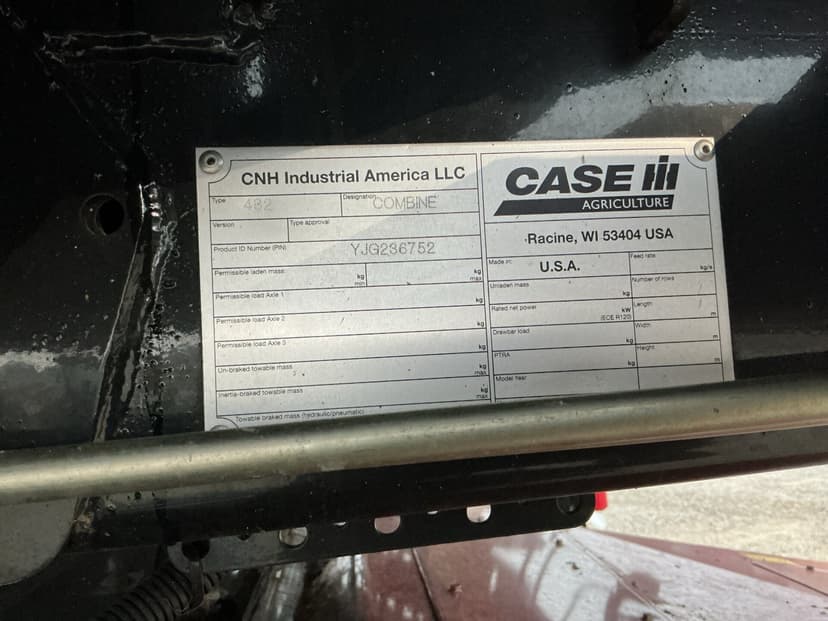 CNH Industrial America LLC
Type 482 Designation COMBINE
Version Type approval
Product ID Number (PIN) YJG236752
Permissible laden mass kg min kg max
Permissible load Axle 1 kg
Permissible load Axle 2 kg
Permissible load Axle 3 kg
Un-braked towable mass kg max
Inertia-braked towable mass kg max
Towable braked mass (hydraulic/pneumatic)
CASE IH
AGRICULTURE
Racine, WI 53404 USA
Made in: U.S.A. Feed rate kg/s
Unladen mass kg Number of rows
Rated net power kW (ECE R120) Length m
Drawbar load kg Width m
PTRA kg Height m
Model Year